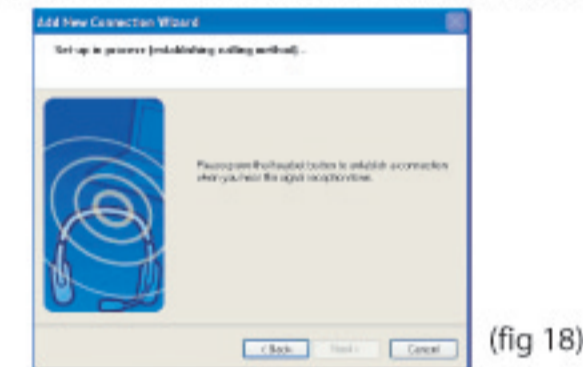 Add New Connection Wizard
Set-up in process (establishing calling method)...
Please press the Headset button to establish a connection
when you hear the signal reception tone.
< Back
Next >
Cancel
(fig 18)